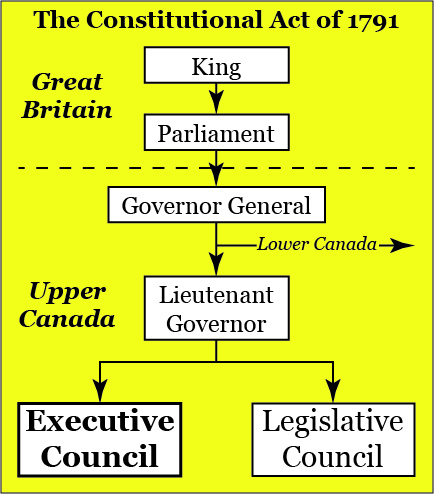 The Constitutional Act of 1791
King
Great
Britain
Parliament
Governor General
Lower Canada
Upper
Canada
Lieutenant
Governor
Executive
Council
Legislative
Council